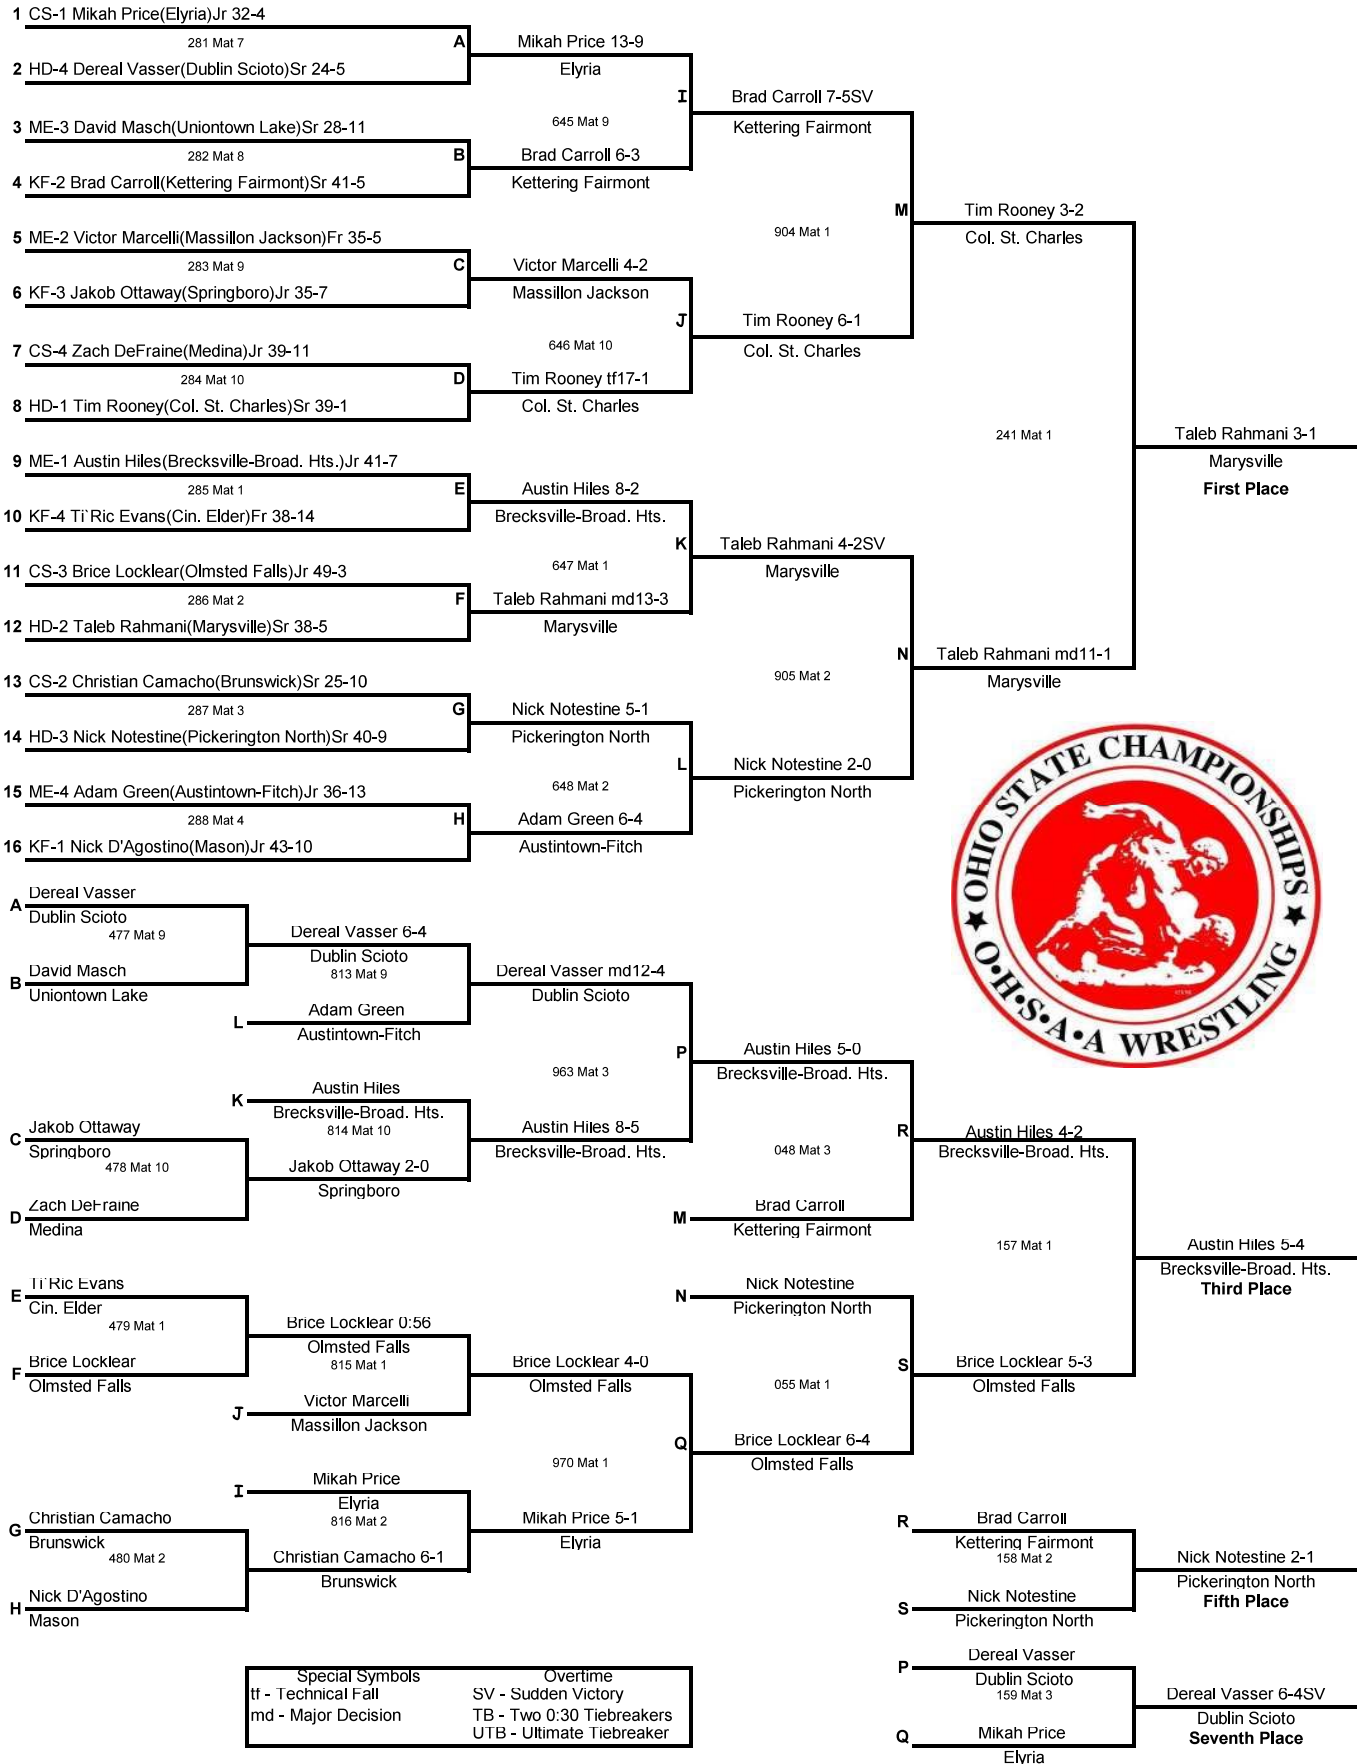 1 CS-1 Mikah Price(Elyria)Jr 32-4
281 Mat 7
A
2 HD-4 Dereal Vasser(Dublin Scioto)Sr 24-5
Mikah Price 13-9
Elyria
645 Mat 9
I
3 ME-3 David Masch(Uniontown Lake)Sr 28-11
282 Mat 8
B
4 KF-2 Brad Carroll(Kettering Fairmont)Sr 41-5
Brad Carroll 6-3
Kettering Fairmont
Brad Carroll 7-5SV
Kettering Fairmont
904 Mat 1
M
5 ME-2 Victor Marcelli(Massillon Jackson)Fr 35-5
283 Mat 9
C
6 KF-3 Jakob Ottaway(Springboro)Jr 35-7
Victor Marcelli 4-2
Massillon Jackson
646 Mat 10
J
7 CS-4 Zach DeFraine(Medina)Jr 39-11
284 Mat 10
D
8 HD-1 Tim Rooney(Col. St. Charles)Sr 39-1
Tim Rooney tf17-1
Col. St. Charles
Tim Rooney 6-1
Col. St. Charles
Tim Rooney 3-2
Col. St. Charles
241 Mat 1
Taleb Rahmani 3-1
Marysville
First Place
9 ME-1 Austin Hiles(Brecksville-Broad. Hts.)Jr 41-7
285 Mat 1
E
10 KF-4 Ti`Ric Evans(Cin. Elder)Fr 38-14
Austin Hiles 8-2
Brecksville-Broad. Hts.
647 Mat 1
K
11 CS-3 Brice Locklear(Olmsted Falls)Jr 49-3
286 Mat 2
F
12 HD-2 Taleb Rahmani(Marysville)Sr 38-5
Taleb Rahmani md13-3
Marysville
Taleb Rahmani 4-2SV
Marysville
905 Mat 2
N
Taleb Rahmani md11-1
Marysville
13 CS-2 Christian Camacho(Brunswick)Sr 25-10
287 Mat 3
G
14 HD-3 Nick Notestine(Pickerington North)Sr 40-9
Nick Notestine 5-1
Pickerington North
648 Mat 2
L
15 ME-4 Adam Green(Austintown-Fitch)Jr 36-13
288 Mat 4
H
16 KF-1 Nick D'Agostino(Mason)Jr 43-10
Adam Green 6-4
Austintown-Fitch
Nick Notestine 2-0
Pickerington North
★ OHIO STATE CHAMPIONSHIPS ★
O•H•S•A•A WRESTLING
A Dereal Vasser
Dublin Scioto
477 Mat 9
B David Masch
Uniontown Lake
Dereal Vasser 6-4
Dublin Scioto
813 Mat 9
L Adam Green
Austintown-Fitch
Dereal Vasser md12-4
Dublin Scioto
963 Mat 3
P
K Austin Hiles
Brecksville-Broad. Hts.
814 Mat 10
C Jakob Ottaway
Springboro
478 Mat 10
D Zach DeFraine
Medina
Jakob Ottaway 2-0
Springboro
Austin Hiles 8-5
Brecksville-Broad. Hts.
Austin Hiles 5-0
Brecksville-Broad. Hts.
048 Mat 3
R
M Brad Carroll
Kettering Fairmont
Austin Hiles 4-2
Brecksville-Broad. Hts.
157 Mat 1
Austin Hiles 5-4
Brecksville-Broad. Hts.
Third Place
E Ti`Ric Evans
Cin. Elder
479 Mat 1
F Brice Locklear
Olmsted Falls
Brice Locklear 0:56
Olmsted Falls
815 Mat 1
J Victor Marcelli
Massillon Jackson
Brice Locklear 4-0
Olmsted Falls
970 Mat 1
Q
N Nick Notestine
Pickerington North
055 Mat 1
S
Brice Locklear 6-4
Olmsted Falls
Brice Locklear 5-3
Olmsted Falls
I Mikah Price
Elyria
816 Mat 2
G Christian Camacho
Brunswick
480 Mat 2
H Nick D'Agostino
Mason
Christian Camacho 6-1
Brunswick
Mikah Price 5-1
Elyria
R Brad Carroll
Kettering Fairmont
158 Mat 2
S Nick Notestine
Pickerington North
Nick Notestine 2-1
Pickerington North
Fifth Place
P Dereal Vasser
Dublin Scioto
159 Mat 3
Q Mikah Price
Elyria
Dereal Vasser 6-4SV
Dublin Scioto
Seventh Place
Special Symbols Overtime
tf - Technical Fall SV - Sudden Victory
md - Major Decision TB - Two 0:30 Tiebreakers
UTB - Ultimate Tiebreaker